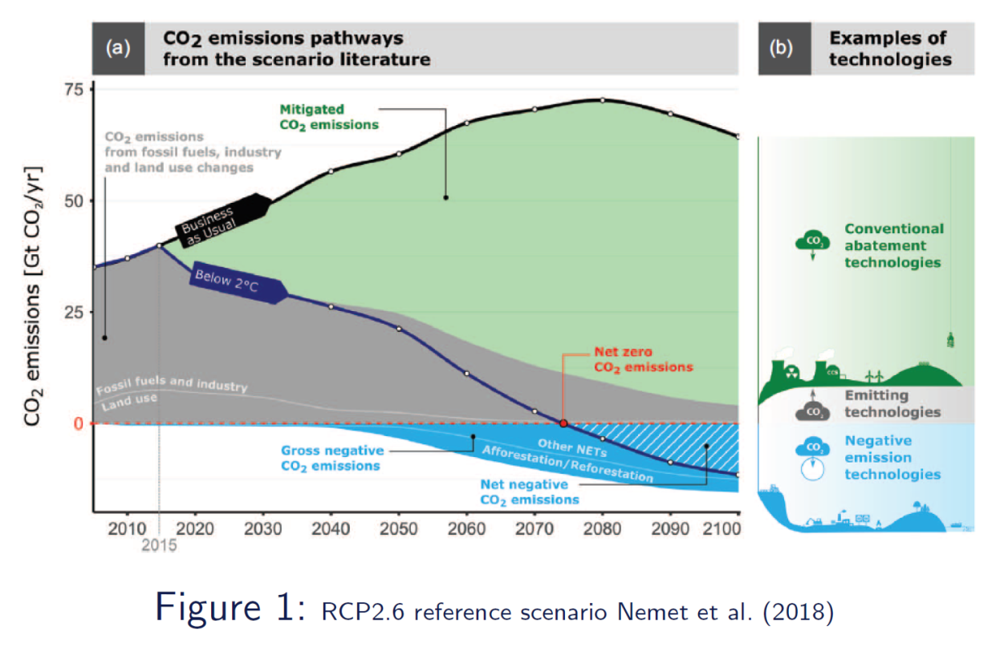 (a)
CO2 emissions pathways
from the scenario literature
(b)
Examples of
technologies
CO2 emissions [Gt CO2/yr]
75
50
25
0
Mitigated
CO2 emissions
CO2 emissions
from fossil fuels, industry
and land use changes
Business
as Usual
Below 2°C
Net zero
CO2 emissions
Fossil fuels and industry
Land use
Gross negative
CO2 emissions
Other NETs
Afforestation/Reforestation
Net negative
CO2 emissions
2010 2020 2030 2040 2050 2060 2070 2080 2090 2100
2015
CO2
Conventional
abatement
technologies
CCS
CO2
Emitting
technologies
CO2
Negative
emission
technologies
Figure 1: RCP2.6 reference scenario Nemet et al. (2018)